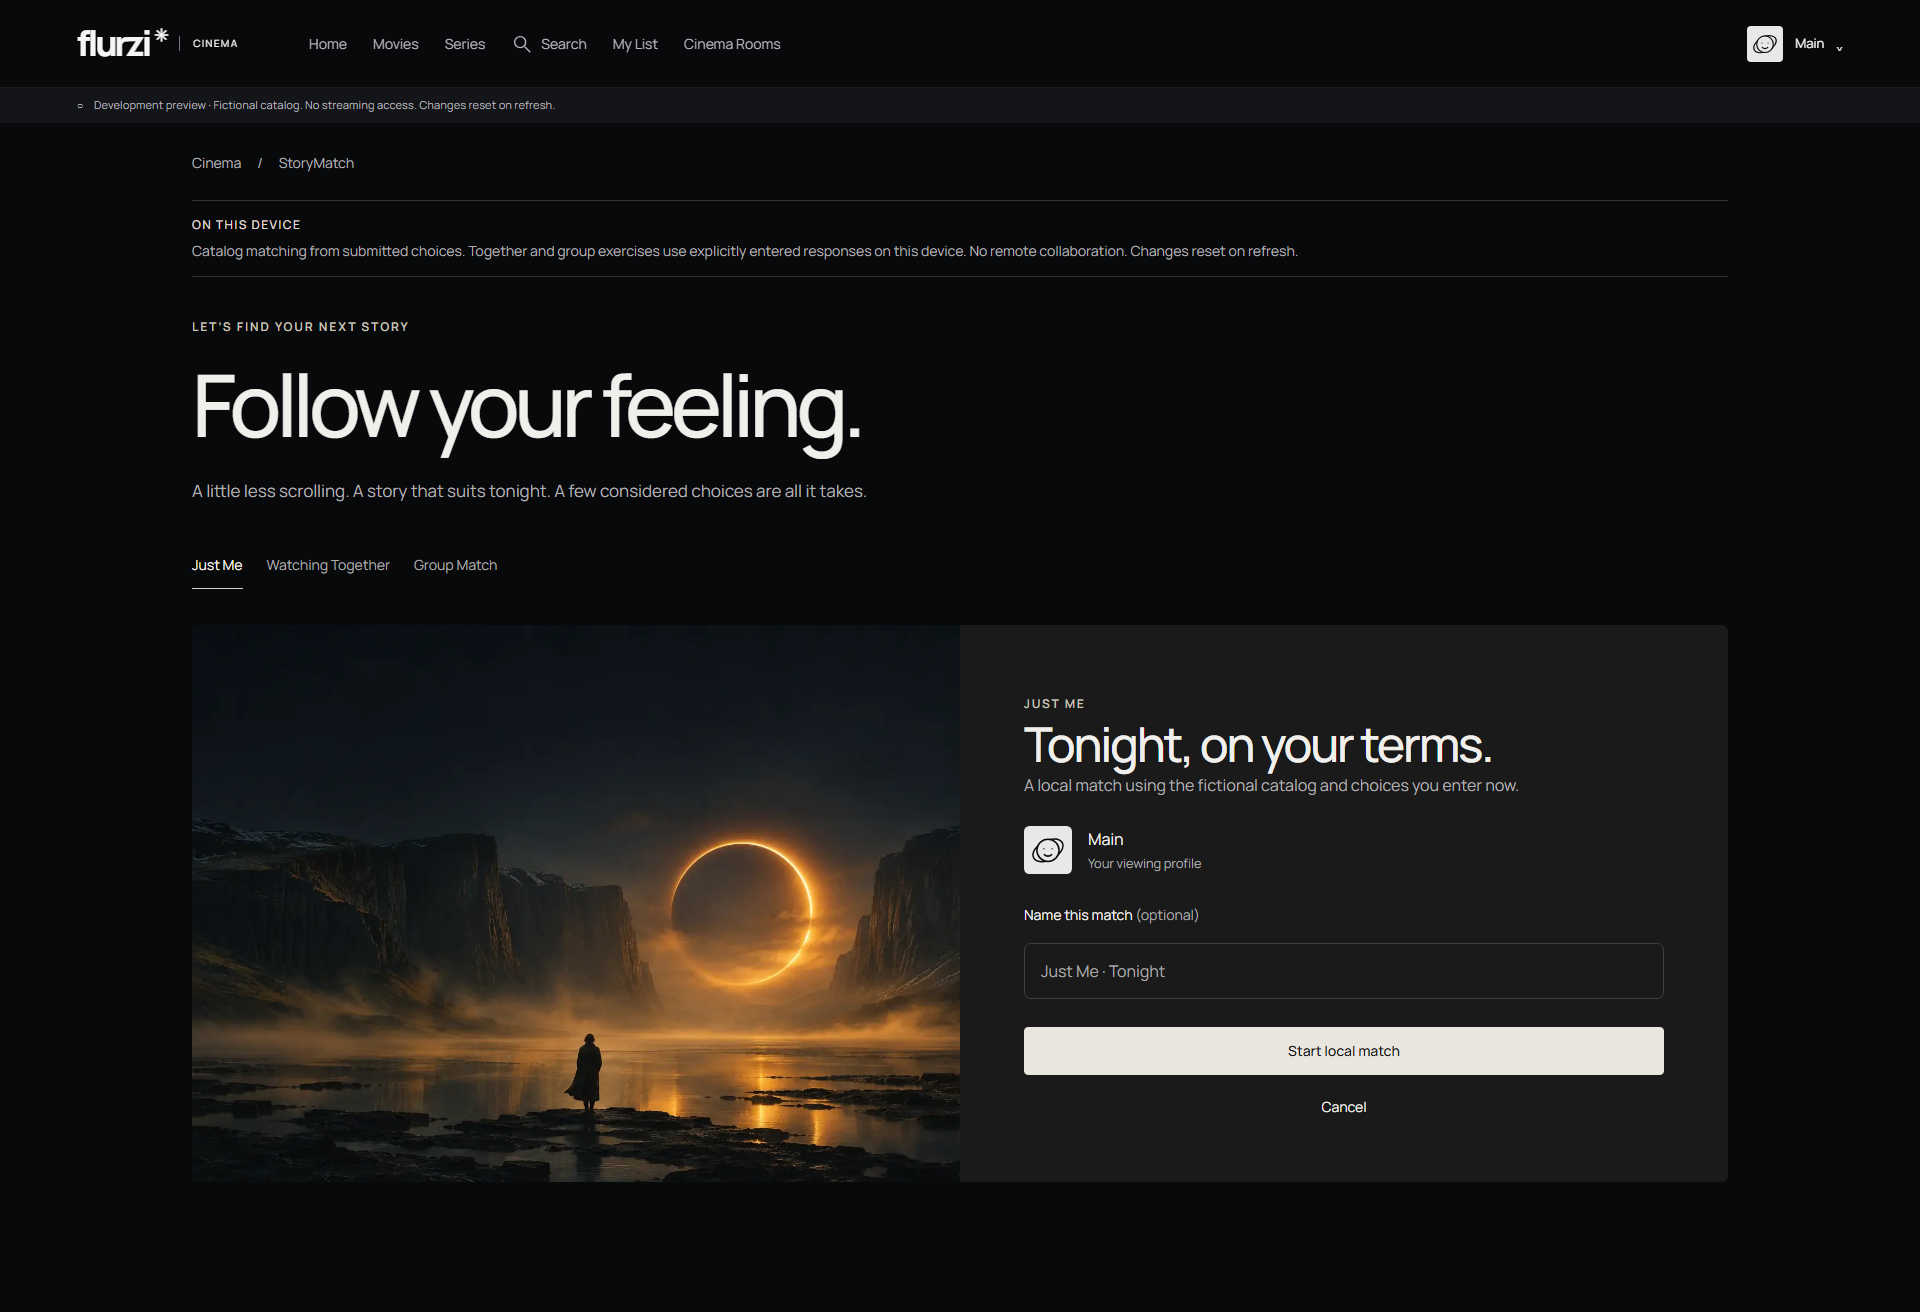 flurzi* CINEMA Home Movies Series Search My List Cinema Rooms Main
Development preview · Fictional catalog. No streaming access. Changes reset on refresh.
Cinema / StoryMatch
ON THIS DEVICE
Catalog matching from submitted choices. Together and group exercises use explicitly entered responses on this device. No remote collaboration. Changes reset on refresh.
LET'S FIND YOUR NEXT STORY
Follow your feeling.
A little less scrolling. A story that suits tonight. A few considered choices are all it takes.
Just Me Watching Together Group Match
JUST ME
Tonight, on your terms.
A local match using the fictional catalog and choices you enter now.
Main
Your viewing profile
Name this match (optional)
Just Me · Tonight
Start local match
Cancel